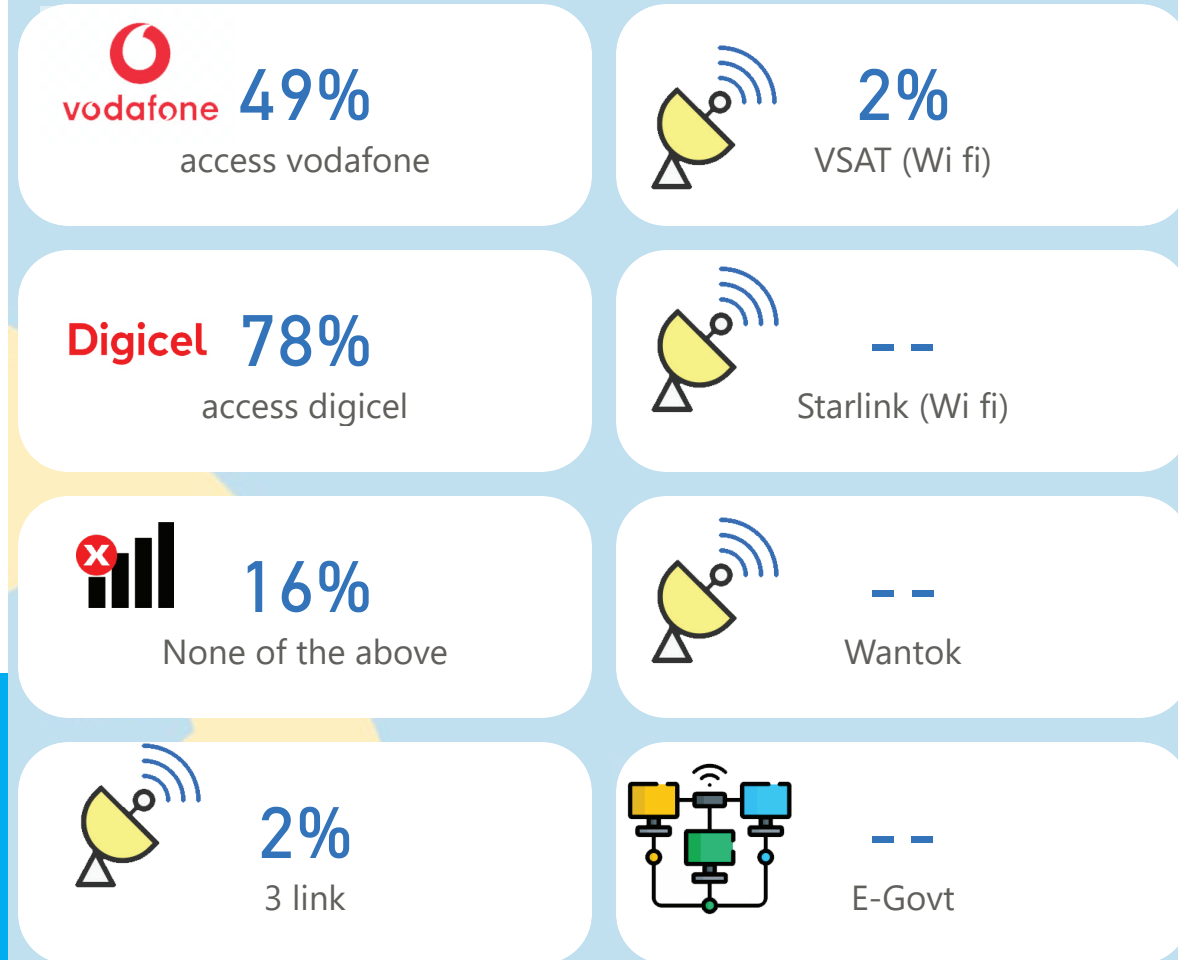 vodafone 49%
access vodafone
2%
VSAT (Wi fi)
Digicel 78%
access digicel
- -
Starlink (Wi fi)
X
16%
None of the above
- -
Wantok
2%
3 link
- -
E-Govt